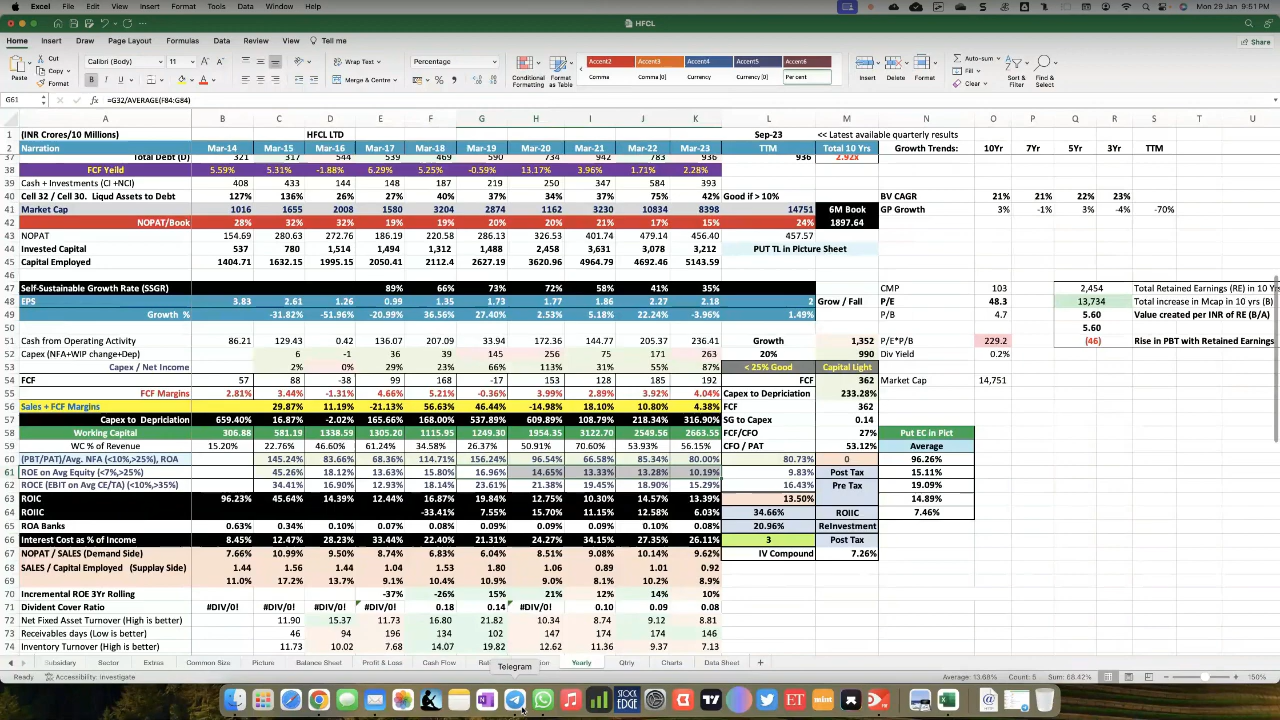 Excel File Edit View Insert Format Tools Data Window Help Mon 29 Jan 9:51 PM
HFCL
Home Insert Draw Page Layout Formulas Data Review View Tell me Share
Cut Calibri (Body) 11 Wrap Text Percentage Accent2 Accent3 Accent4 Accent5 Accent6 Auto-sum
Copy Fill
Paste Format Merge & Centre Conditional Formatting Format as Table Comma Comma [0] Currency Currency [0] Per cent Insert Delete Format Clear Sort & Filter Find & Select
G61 fx =G32/AVERAGE(F84:G84)
A B C D E F G H I J K L M N O P Q R S T U
1 (INR Crores/10 Millions) HFCL LTD Sep-23 << Latest available quarterly results
2 Narration Mar-14 Mar-15 Mar-16 Mar-17 Mar-18 Mar-19 Mar-20 Mar-21 Mar-22 Mar-23 TTM Total 10 Yrs Growth Trends: 10Yr 7Yr 5Yr 3Yr TTM
37 Total Debt (D) 321 317 544 539 469 590 734 942 783 936 936 2.92x
38 FCF Yeild 5.59% 5.31% -1.88% 6.29% 5.25% -0.59% 13.17% 3.96% 1.71% 2.28%
39 Cash + Investments (CI +NCI) 408 433 144 148 187 219 250 347 584 393
40 Cell 32 / Cell 30. Liqud Assets to Debt 127% 136% 26% 27% 40% 37% 34% 37% 75% 42% Good if > 10% BV CAGR 21% 21% 22% 23%
41 Market Cap 1016 1655 2008 1580 3204 2874 1162 3230 10834 8398 14751 6M Book GP Growth 3% -1% 3% -4% -70%
42 NOPAT/Book 28% 32% 32% 19% 19% 20% 20% 21% 17% 15% 24% 1897.64
43 NOPAT 154.69 280.63 272.76 186.19 220.58 286.13 326.53 401.74 479.14 456.40 457.57
44 Invested Capital 537 780 1,514 1,494 1,312 1,488 2,458 3,631 3,078 3,212 PUT TL in Picture Sheet
45 Capital Employed 1404.71 1632.15 1995.15 2050.41 2112.4 2627.19 3620.96 4964.79 4692.46 5143.59
46
47 Self-Sustainable Growth Rate (SSGR) 89% 66% 73% 72% 58% 41% 35% CMP 103 2,454 Total Retained Earnings (RE) in 10 Y
48 EPS 3.83 2.61 1.26 0.99 1.35 1.73 1.77 1.86 2.27 2.18 2 Grow / Fall P/E 48.3 13,734 Total increase in Mcap in 10 yrs (B)
49 Growth % -31.82% -51.96% -20.99% 36.56% 27.40% 2.53% 5.18% 22.24% -3.96% 1.49% P/B 4.7 5.60 Value created per INR of RE (B/A)
50 5.60
51 Cash from Operating Activity 86.21 129.43 0.42 136.07 207.09 33.94 172.36 144.51 205.37 236.41 Growth 1,352 P/E*P/B 229.2 (46) Rise in PBT with Retained Earnings
52 Capex (NFA+WIP change+Dep) 6 -1 36 39 145 256 75 171 263 20% 990 Div Yield 0.2%
53 Capex / Net Income 2% 0% 29% 23% 66% 113% 31% 55% 87% < 25% Good Capital Light
54 FCF 57 88 -38 99 168 -17 153 128 185 192 FCF 362 Market Cap 14,751
55 FCF Margins 2.81% 3.44% -1.31% 4.66% 5.21% -0.36% 3.99% 2.89% 3.92% 4.04% Capex to Depriciation 233.28%
56 Sales + FCF Margins 29.87% 11.19% -21.13% 56.63% 46.44% -14.98% 18.10% 10.80% 4.38% FCF 362
57 Capex to Depriciation 659.40% 16.87% -2.02% 165.66% 168.00% 537.89% 609.89% 108.79% 218.34% 316.90% SG to Capex 0.14
58 Working Capital 306.88 581.19 1338.59 1305.20 1115.95 1249.30 1954.35 3122.70 2564.79 2663.55 FCF/CFO 27% Put EC in Pict
59 WC % of Revenue 15.20% 22.76% 46.60% 61.24% 4.58% 26.37% 50.91% 70.60% 53.93% 56.15% CFO / PAT 53.12% Average
60 (PBT/PAT)/Avg. NFA (<10%,>25%), ROA 145.24% 83.66% 68.36% 114.71% 156.24% 96.54% 66.58% 85.34% 80.00% 80.73% 0 96.26%
61 ROE on Avg Equity (<7%,>25%) 45.26% 18.12% 13.63% 15.80% 16.96% 14.65% 13.33% 13.28% 10.19% 9.83% Post Tax 15.11%
62 ROCE (EBIT on Avg CE/TA) (<10%,>35%) 34.41% 16.90% 12.93% 18.14% 23.61% 21.38% 16.45% 18.90% 15.29% 16.43% Pre Tax 19.09%
63 ROIC 96.23% 45.64% 14.39% 12.44% 16.87% 19.84% 12.75% 10.30% 14.57% 13.39% 13.50% 14.89%
64 ROIIC -33.41% 7.55% 15.70% 11.15% 12.28% 6.03% 34.66% ROIIC 7.46%
65 ROA Banks 0.63% 0.34% 0.10% 0.07% 0.08% 0.09% 0.09% 0.09% 0.10% 0.08% 20.96% ReInvestment
66 Interest Cost as % of Income 8.45% 12.47% 28.23% 33.44% 22.40% 21.31% 24.27% 34.15% 27.35% 26.11% 3 Post Tax
67 NOPAT / SALES (Demand Side) 7.66% 10.99% 9.50% 8.74% 6.83% 6.04% 8.51% 9.08% 10.14% 9.62% IV Compound 7.26%
68 SALES / Capital Employed (Supplay Side) 1.44 1.56 1.44 1.04 1.53 1.80 1.06 0.89 1.01 0.92
69 11.0% 17.2% 13.7% 9.1% 10.4% 10.9% 9.0% 8.1% 10.2% 8.9%
70 Incremental ROE 3Yr Rolling -37% -26% 15% 21% 12% 14% 10%
71 Divident Cover Ratio #DIV/0! #DIV/0! #DIV/0! #DIV/0! 0.18 0.14 #DIV/0! 0.10 0.09 0.08
72 Net Fixed Asset Turnover (High is better) 11.90 15.37 11.73 16.80 21.82 10.34 8.74 9.12 8.81
73 Receivables days (Low is better) 46 94 196 134 102 147 174 174 146
74 Inventory Turnover (High is better) 11.73 10.02 7.68 14.07 19.82 12.62 11.36 9.37 7.13
Subsidary Sector Extras Common Size Picture Balance Sheet Profit & Loss Cash Flow Yearly Qtrly Charts Data Sheet
Telegram
Ready Accessibility: Investigate Average: 13.68% Count: 5 Sum: 68.42% 150%
STOCK EDGE ET mint